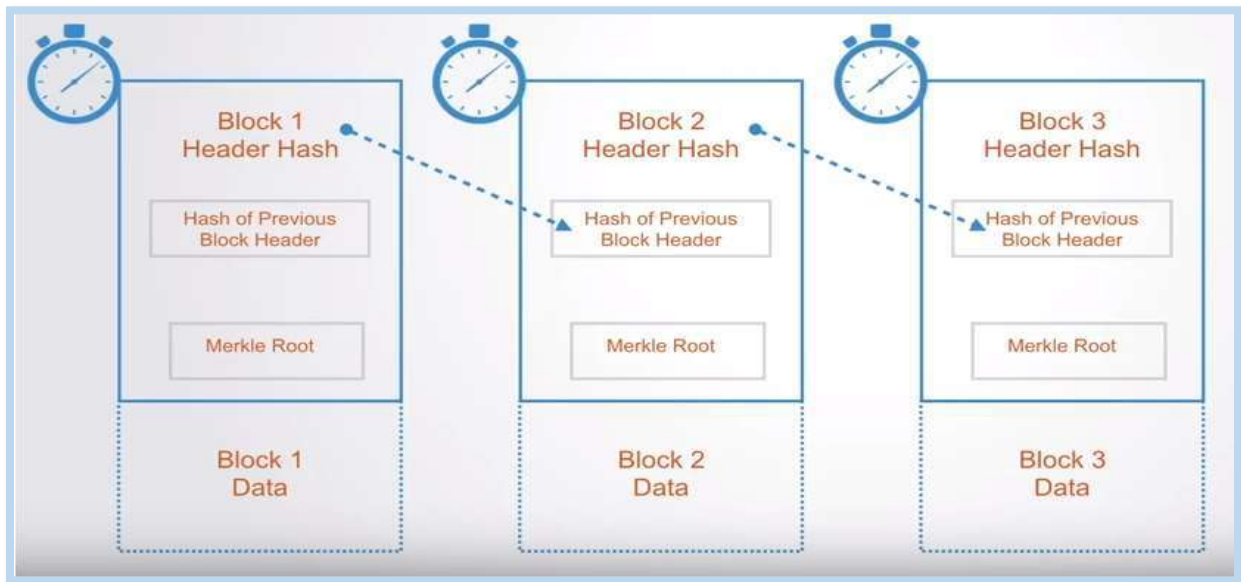 Block 1
Header Hash
Hash of Previous
Block Header
Merkle Root
Block 1
Data
Block 2
Header Hash
Hash of Previous
Block Header
Merkle Root
Block 2
Data
Block 3
Header Hash
Hash of Previous
Block Header
Merkle Root
Block 3
Data